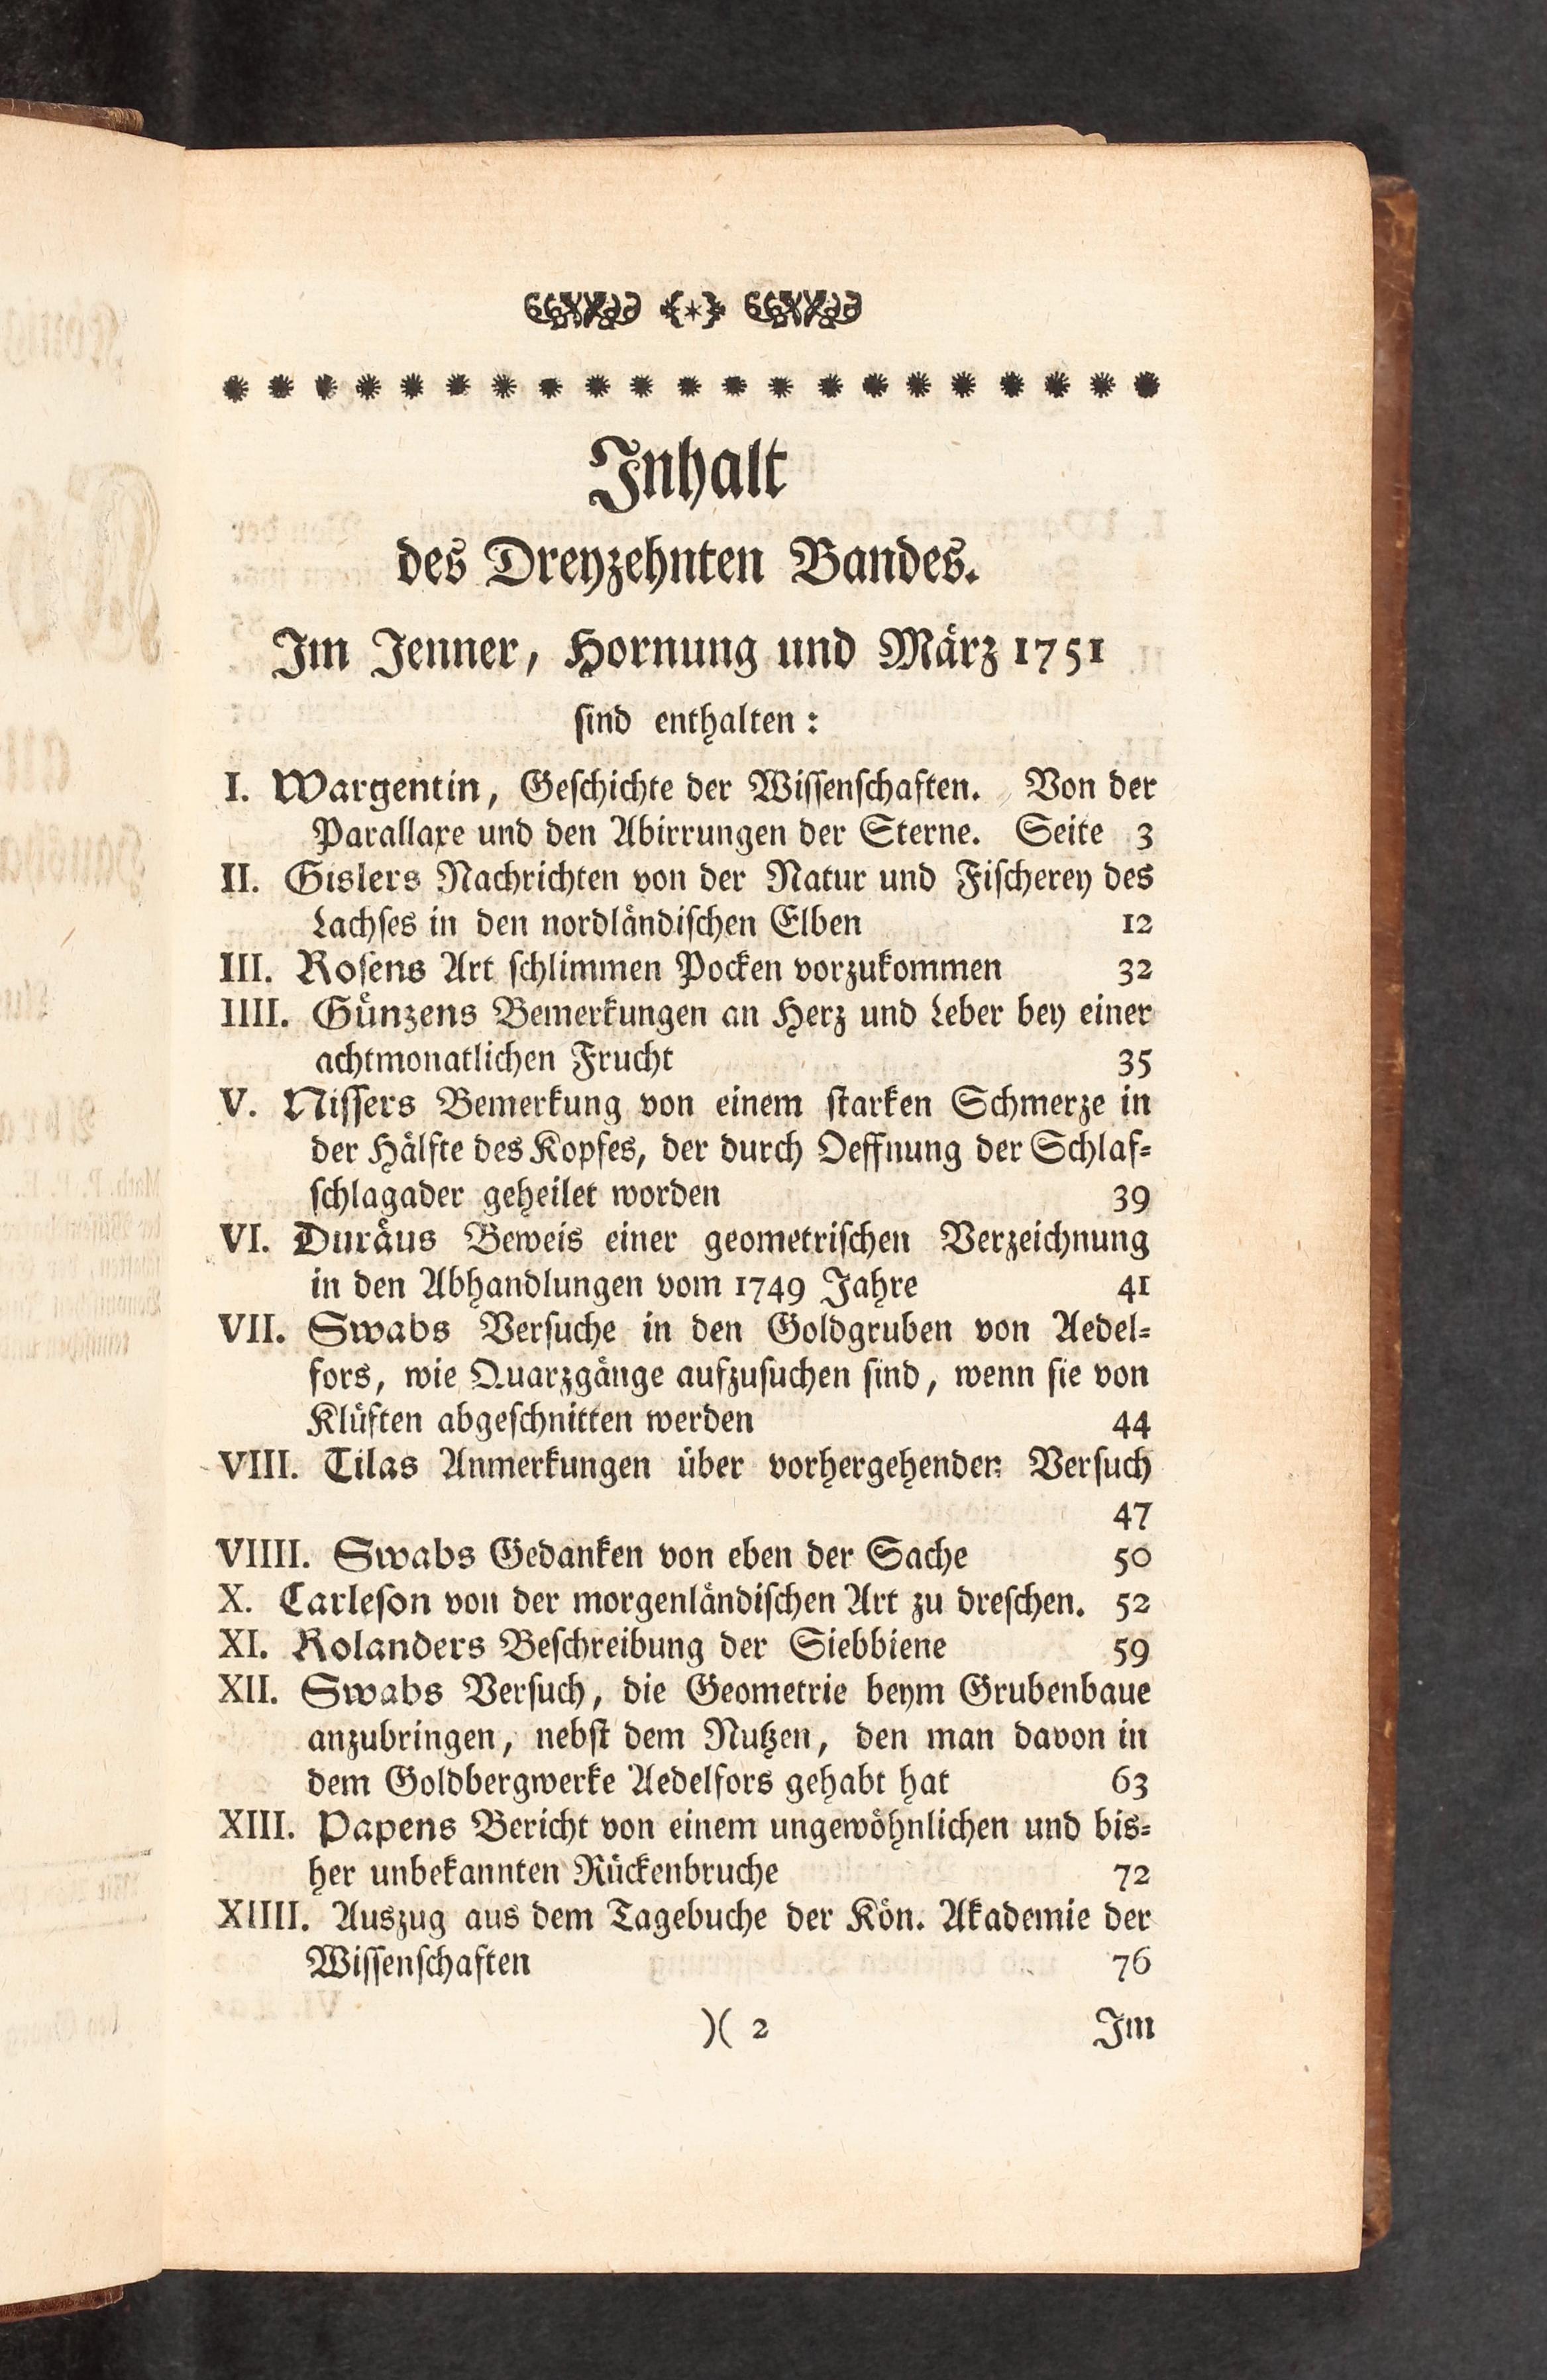 Inhalt
des Dreyzehnten Bandes.
Im Jenner, Hornung und März 1751
sind enthalten:
I. Wargentin, Geschichte der Wissenschaften. Von der
Parallaxe und den Abirrungen der Sterne. Seite 3
II. Gislers Nachrichten von der Natur und Fischerey des
Lachses in den nordländischen Elben 12
III. Rosens Art schlimmen Pocken vorzukommen 32
IIII. Günzens Bemerkungen an Herz und Leber bey einer
achtmonatlichen Frucht 35
V. Nissers Bemerkung von einem starken Schmerze in
der Hälfte des Kopfes, der durch Oeffnung der Schlaf-
schlagader geheilet worden 39
VI. Duräus Beweis einer geometrischen Verzeichnung
in den Abhandlungen vom 1749 Jahre 41
VII. Swabs Versuche in den Goldgruben von Aedel-
fors, wie Quarzgänge aufzusuchen sind, wenn sie von
Klüften abgeschnitten werden 44
VIII. Tilas Anmerkungen über vorhergehenden Versuch
47
VIIII. Swabs Gedanken von eben der Sache 50
X. Carleson von der morgenländischen Art zu dreschen. 52
XI. Rolanders Beschreibung der Siebbiene 59
XII. Swabs Versuch, die Geometrie beym Grubenbaue
anzubringen, nebst dem Nutzen, den man davon in
dem Goldbergwerke Aedelfors gehabt hat 63
XIII. Papens Bericht von einem ungewöhnlichen und bis-
her unbekannten Rückenbruche 72
XIIII. Auszug aus dem Tagebuche der Kön. Akademie der
Wissenschaften 76
)( 2 Im